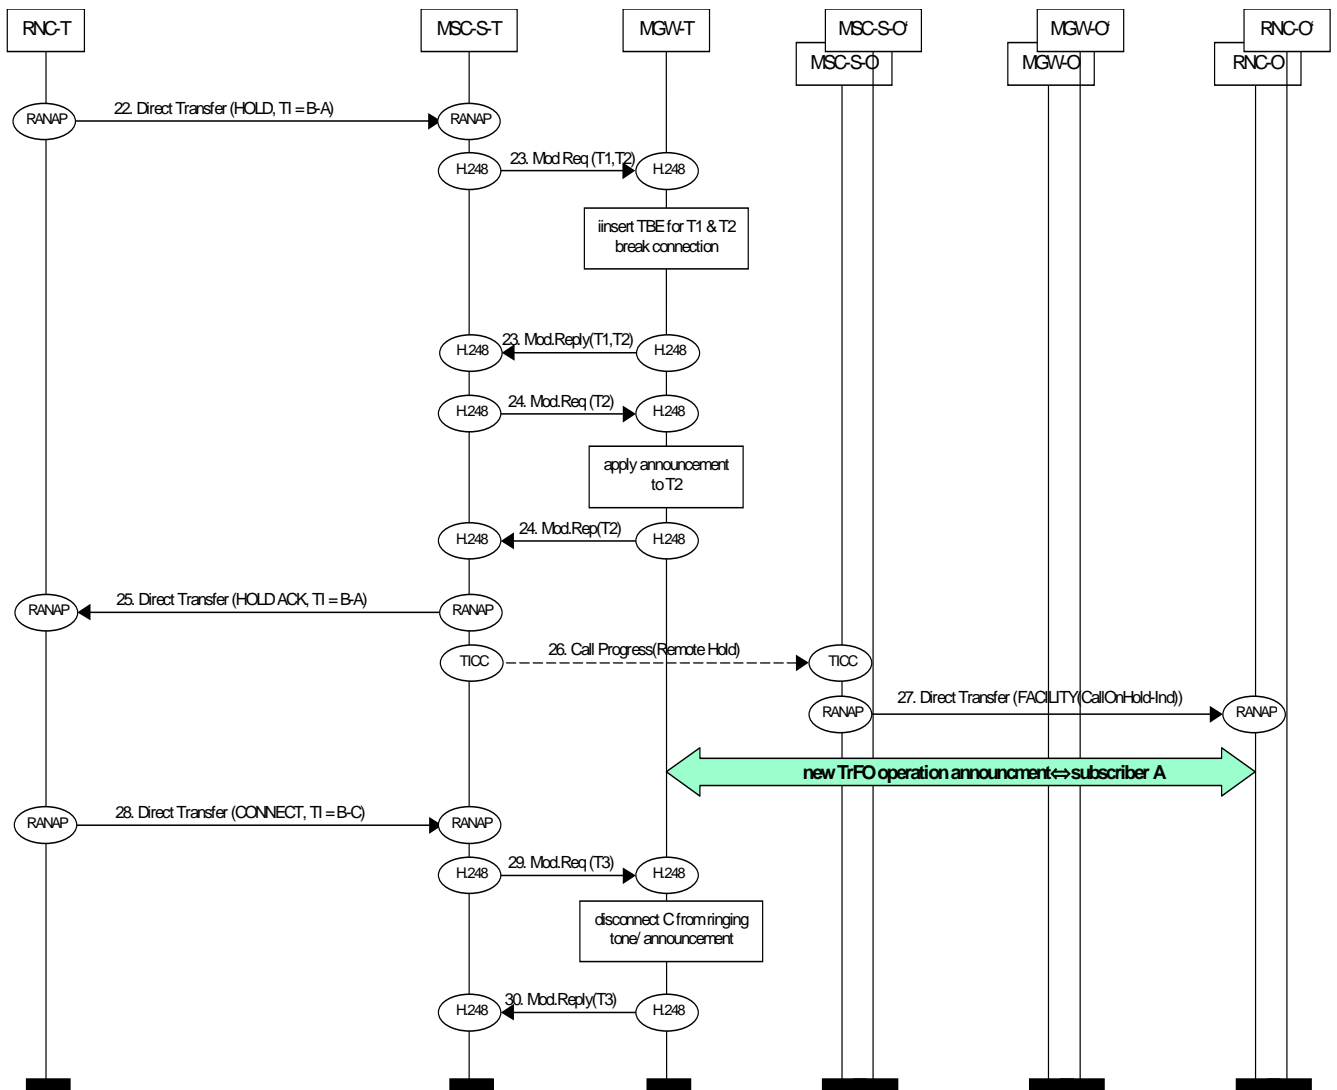 RNC-T
MSC-S-T
MGW-T
MSC-S-O'
MGW-O'
RNC-O'
MSC-S-O
MGW-O
RNC-O
22. Direct Transfer (HOLD, TI = B-A)
RANAP
RANAP
23. Mod Req (T1,T2)
H.248
H.248
iinsert TBE for T1 & T2
break connection
23. Mod.Reply(T1,T2)
H.248
H.248
24. Mod.Req (T2)
H.248
H.248
apply announcement
to T2
24. Mod.Rep(T2)
H.248
H.248
25. Direct Transfer (HOLD ACK, TI = B-A)
RANAP
RANAP
26. Call Progress(Remote Hold)
TICC
TICC
27. Direct Transfer (FACILITY(CallOnHold-Ind))
RANAP
RANAP
new TrFO operation announcment⇔subscriber A
28. Direct Transfer (CONNECT, TI = B-C)
RANAP
RANAP
29. Mod.Req (T3)
H.248
H.248
disconnect C from ringing
tone/ announcement
30. Mod.Reply(T3)
H.248
H.248